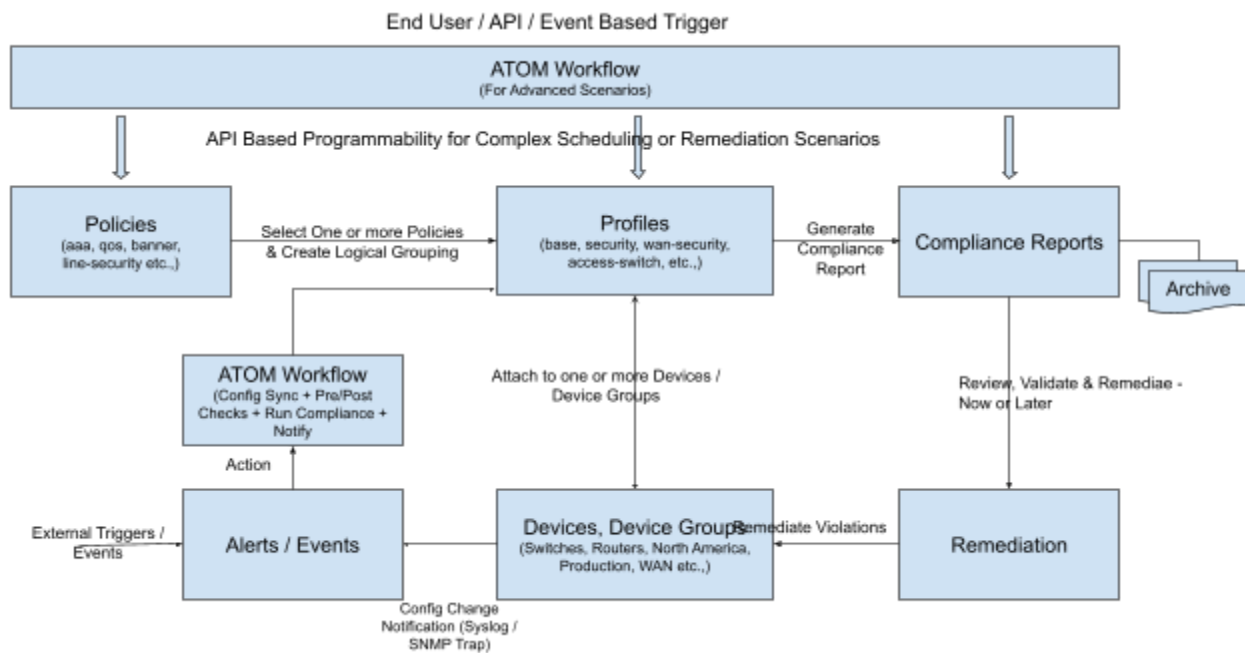 End User / API / Event Based Trigger
ATOM Workflow
(For Advanced Scenarios)
API Based Programmability for Complex Scheduling or Remediation Scenarios
Policies
(aaa, qos, banner,
line-security etc.,)
Select One or more Policies
& Create Logical Grouping
Profiles
(base, security, wan-security,
access-switch, etc.,)
Generate
Compliance
Report
Compliance Reports
Archive
ATOM Workflow
(Config Sync + Pre/Post
Checks + Run Compliance +
Notify
Attach to one or more Devices /
Device Groups
Review, Validate & Remediae -
Now or Later
Action
External Triggers /
Events
Alerts / Events
Devices, Device Groups
(Switches, Routers, North America,
Production, WAN etc.,)
Remediate Violations
Remediation
Config Change
Notification (Syslog /
SNMP Trap)